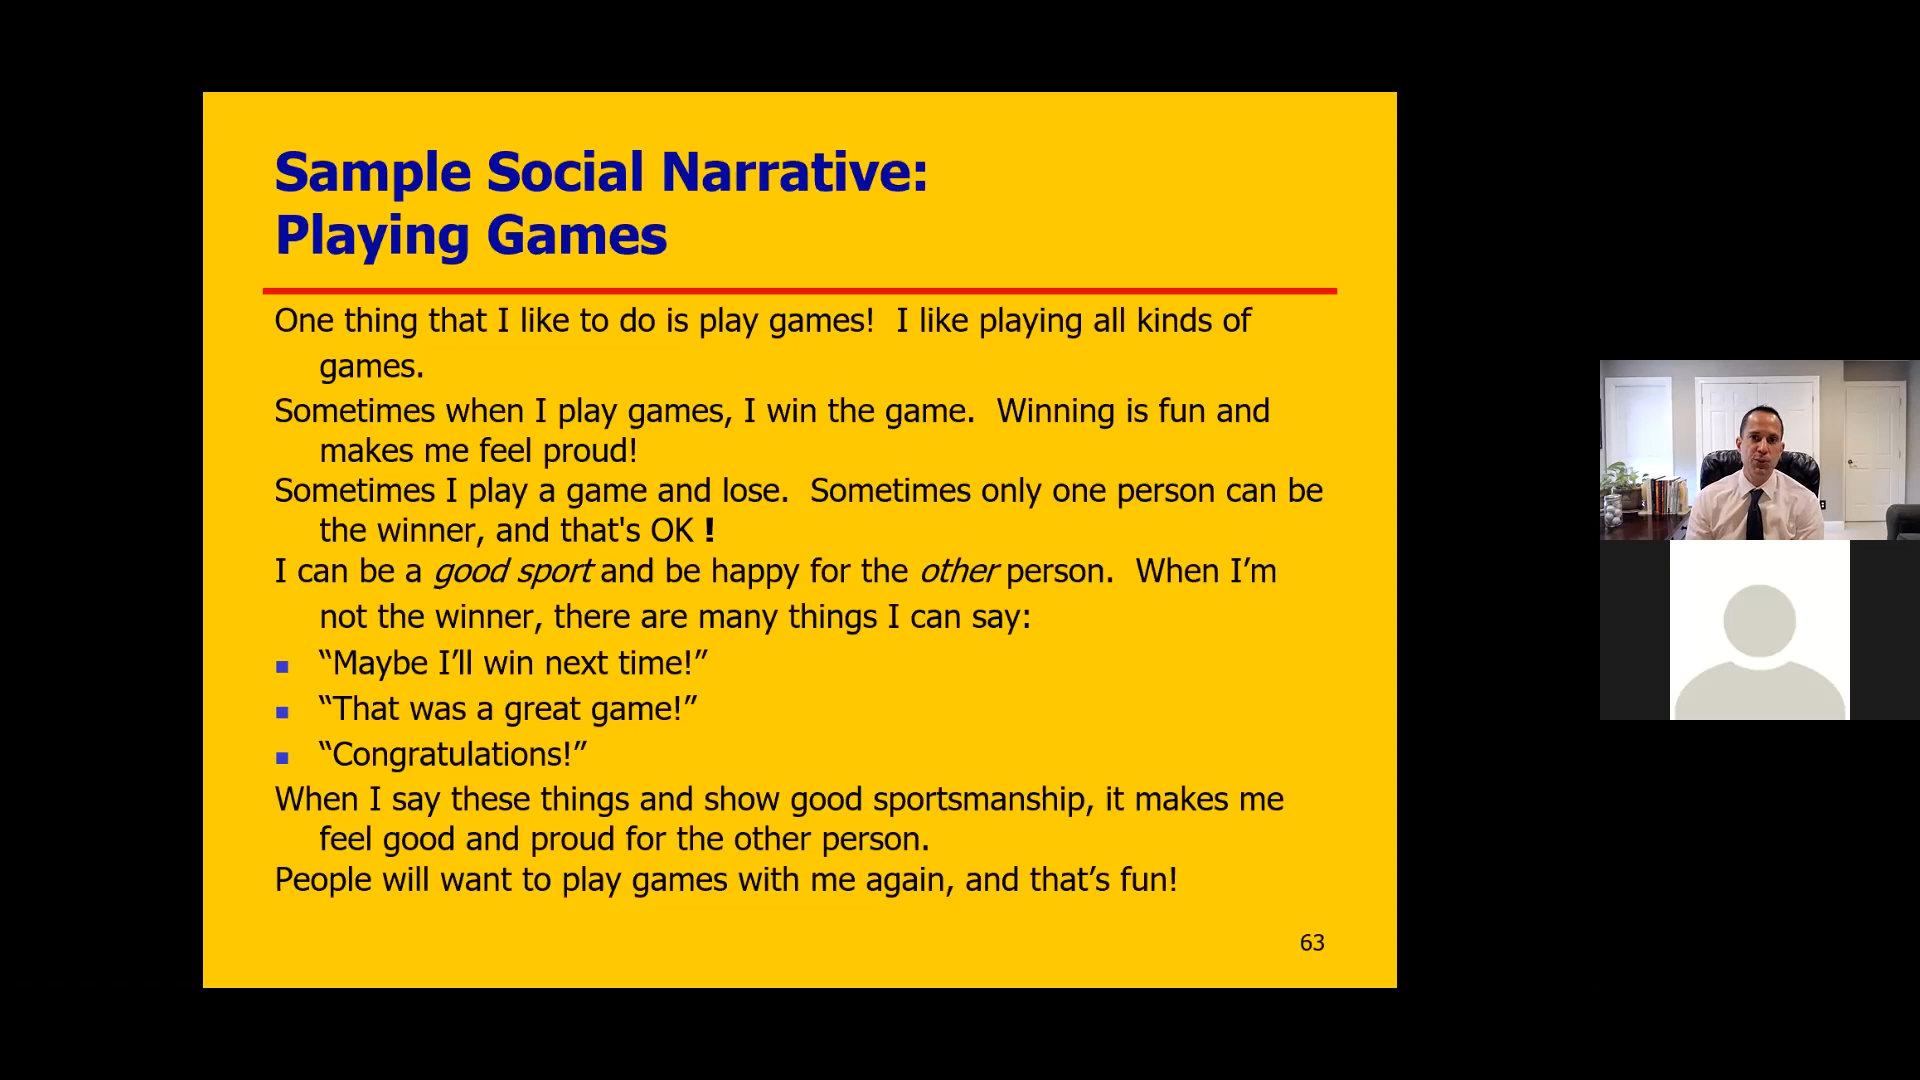 Sample Social Narrative:
Playing Games
One thing that I like to do is play games!  I like playing all kinds of
games.
Sometimes when I play games, I win the game.  Winning is fun and
makes me feel proud!
Sometimes I play a game and lose.  Sometimes only one person can be
the winner, and that's OK !
I can be a good sport and be happy for the other person.  When I’m
not the winner, there are many things I can say:
■ “Maybe I’ll win next time!”
■ “That was a great game!”
■ “Congratulations!”
When I say these things and show good sportsmanship, it makes me
feel good and proud for the other person.
People will want to play games with me again, and that’s fun!
63